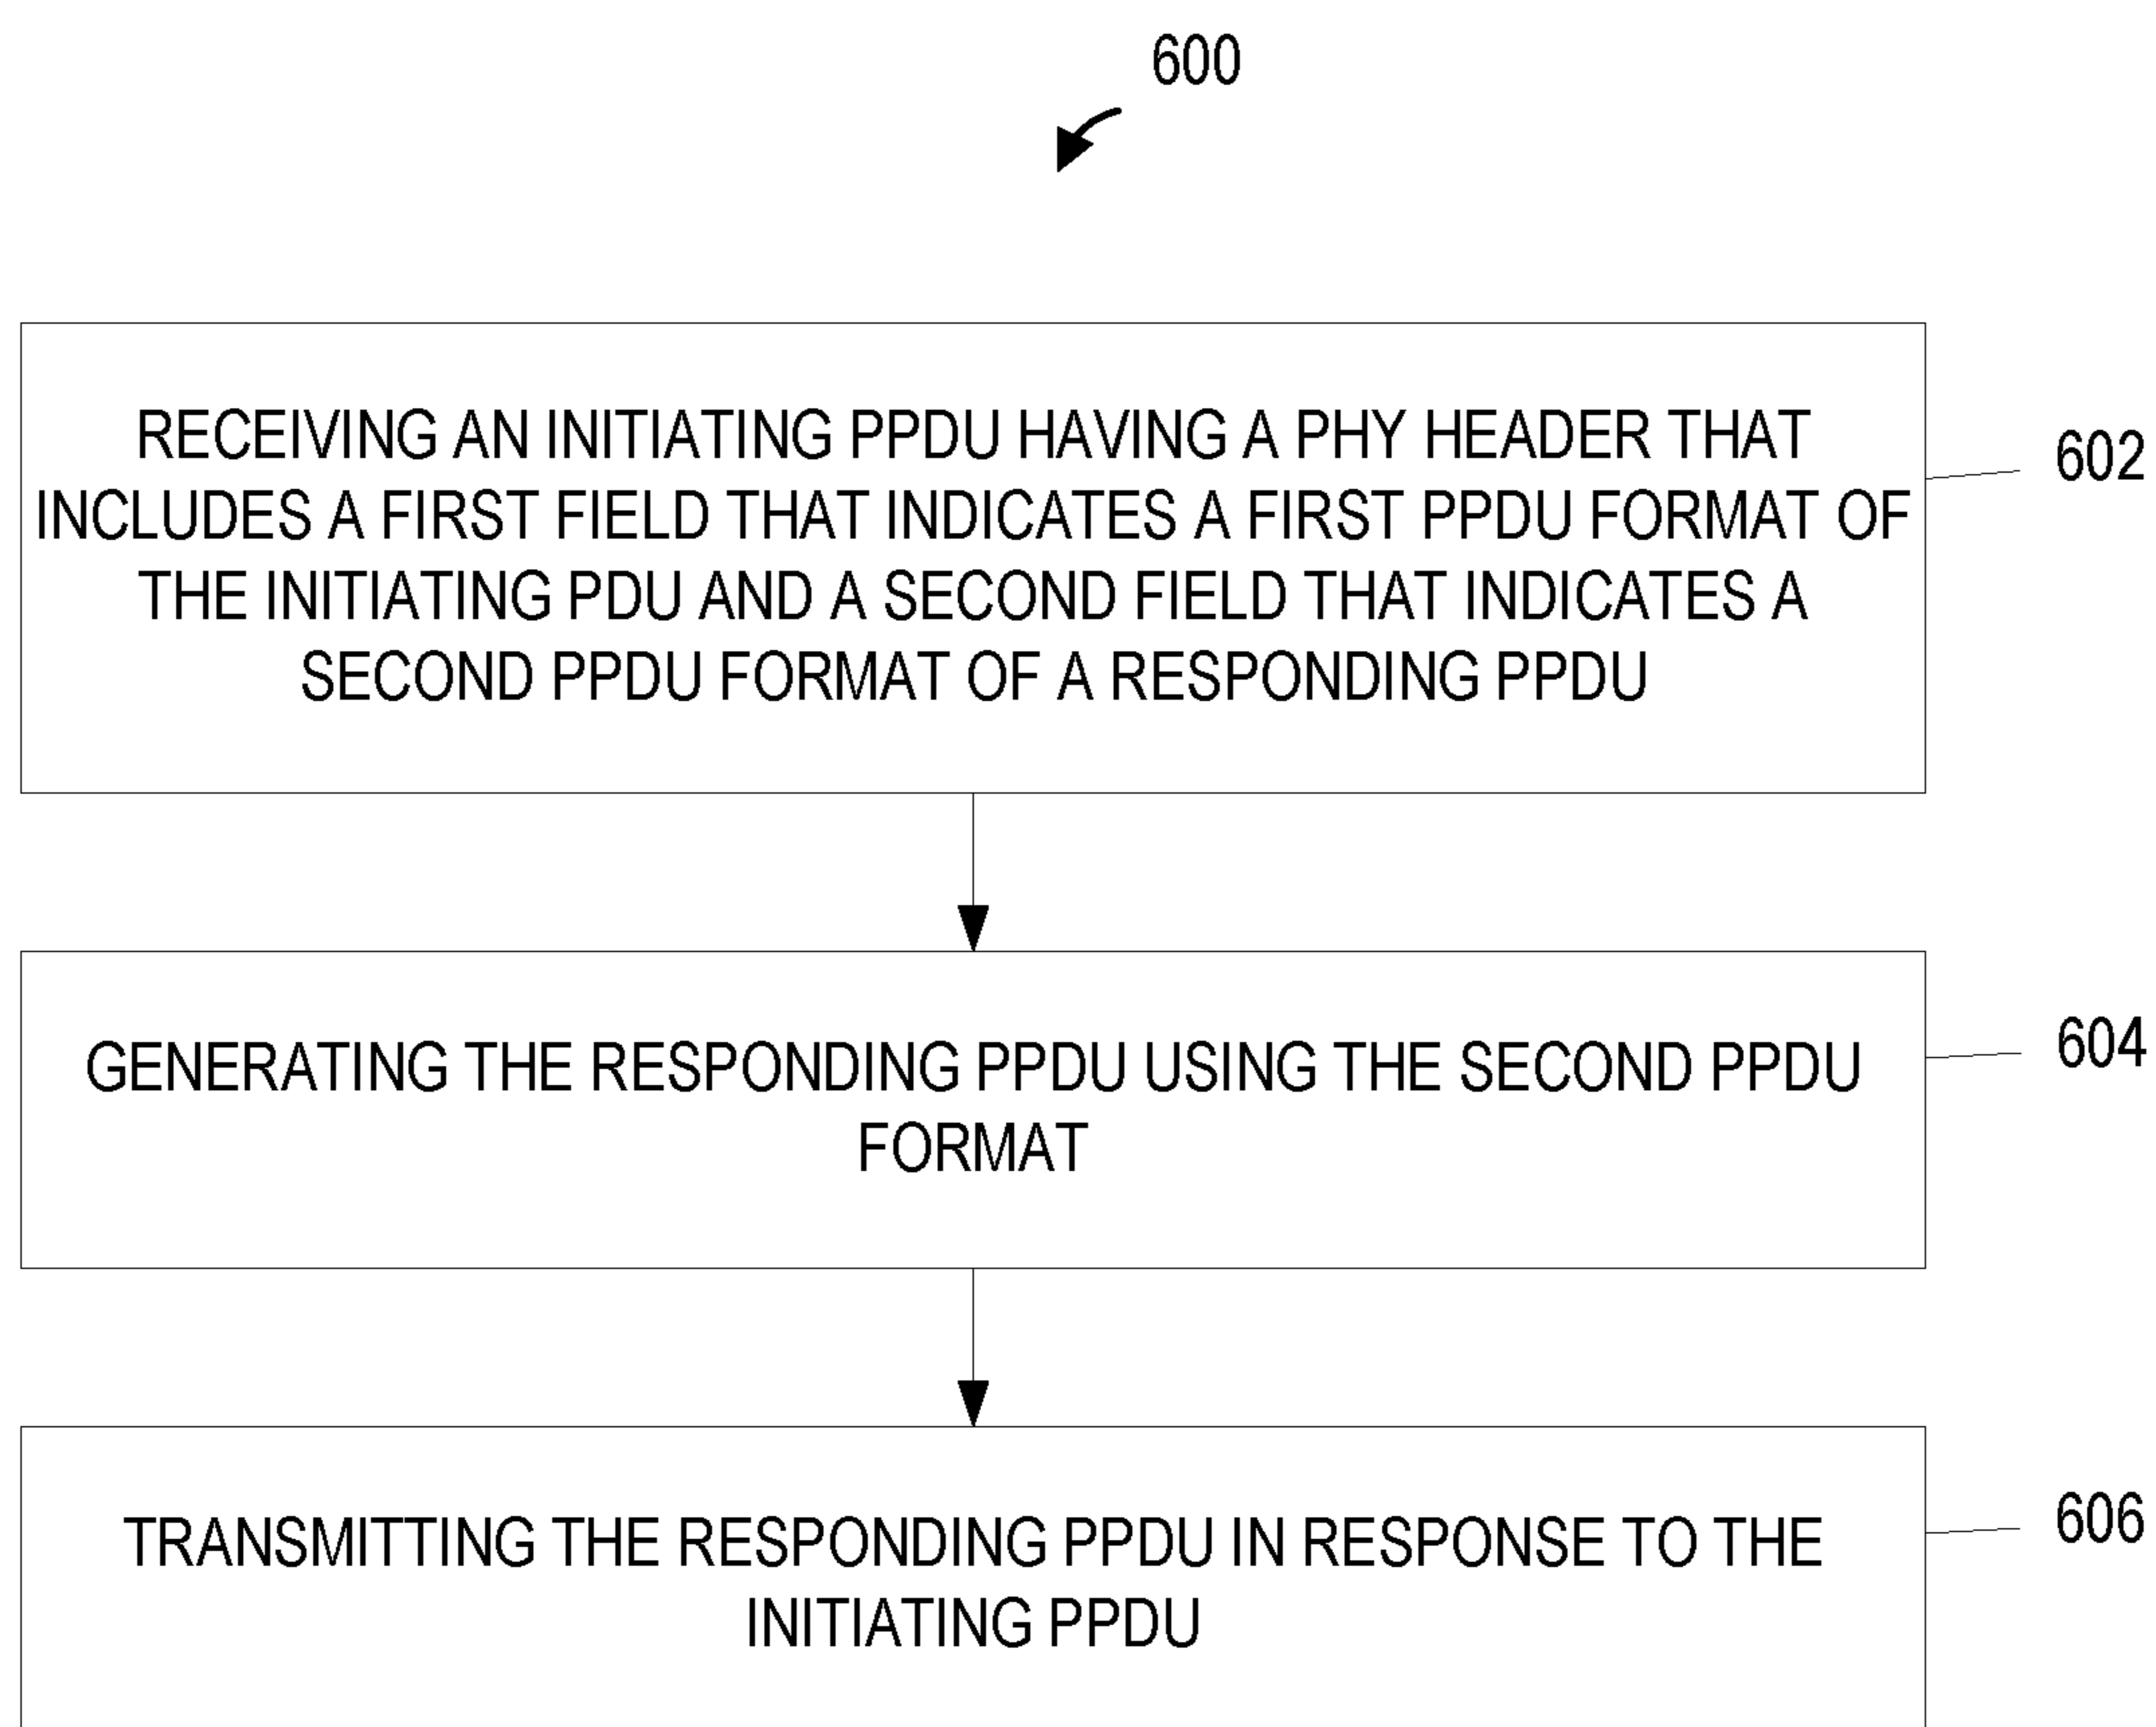 600
RECEIVING AN INITIATING PPDU HAVING A PHY HEADER THAT
INCLUDES A FIRST FIELD THAT INDICATES A FIRST PPDU FORMAT OF
THE INITIATING PDU AND A SECOND FIELD THAT INDICATES A
SECOND PPDU FORMAT OF A RESPONDING PPDU
602
GENERATING THE RESPONDING PPDU USING THE SECOND PPDU
FORMAT
604
TRANSMITTING THE RESPONDING PPDU IN RESPONSE TO THE
INITIATING PPDU
606